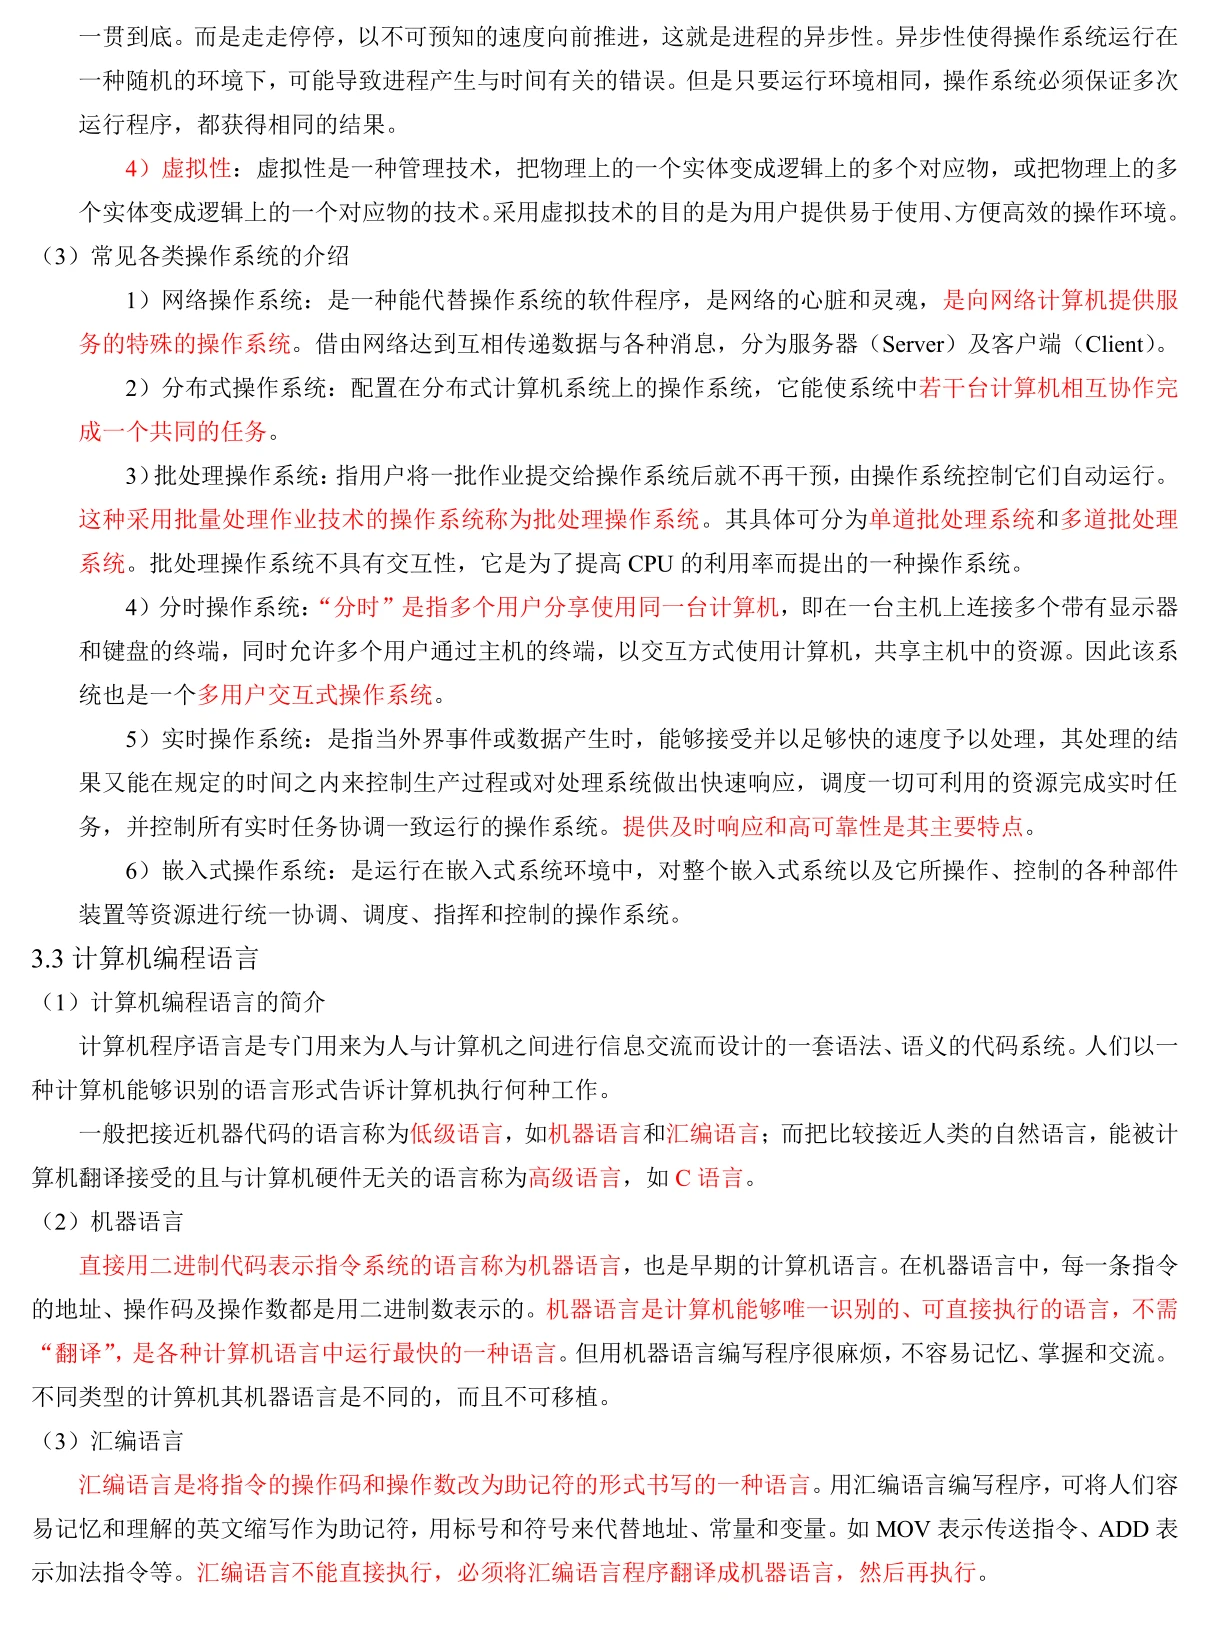 一贯到底。而是走走停停，以不可预知的速度向前推进，这就是进程的异步性。异步性使得操作系统运行在
一种随机的环境下，可能导致进程产生与时间有关的错误。但是只要运行环境相同，操作系统必须保证多次
运行程序，都获得相同的结果。
4）虚拟性：虚拟性是一种管理技术，把物理上的一个实体变成逻辑上的多个对应物，或把物理上的多
个实体变成逻辑上的一个对应物的技术。采用虚拟技术的目的是为用户提供易于使用、方便高效的操作环境。
（3）常见各类操作系统的介绍
1）网络操作系统：是一种能代替操作系统的软件程序，是网络的心脏和灵魂，是向网络计算机提供服
务的特殊的操作系统。借由网络达到互相传递数据与各种消息，分为服务器（Server）及客户端（Client）。
2）分布式操作系统：配置在分布式计算机系统上的操作系统，它能使系统中若干台计算机相互协作完
成一个共同的任务。
3）批处理操作系统：指用户将一批作业提交给操作系统后就不再干预，由操作系统控制它们自动运行。
这种采用批量处理作业技术的操作系统称为批处理操作系统。其具体可分为单道批处理系统和多道批处理
系统。批处理操作系统不具有交互性，它是为了提高 CPU 的利用率而提出的一种操作系统。
4）分时操作系统：“分时”是指多个用户分享使用同一台计算机，即在一台主机上连接多个带有显示器
和键盘的终端，同时允许多个用户通过主机的终端，以交互方式使用计算机，共享主机中的资源。因此该系
统也是一个多用户交互式操作系统。
5）实时操作系统：是指当外界事件或数据产生时，能够接受并以足够快的速度予以处理，其处理的结
果又能在规定的时间之内来控制生产过程或对处理系统做出快速响应，调度一切可利用的资源完成实时任
务，并控制所有实时任务协调一致运行的操作系统。提供及时响应和高可靠性是其主要特点。
6）嵌入式操作系统：是运行在嵌入式系统环境中，对整个嵌入式系统以及它所操作、控制的各种部件
装置等资源进行统一协调、调度、指挥和控制的操作系统。
3.3 计算机编程语言
（1）计算机编程语言的简介
计算机程序语言是专门用来为人与计算机之间进行信息交流而设计的一套语法、语义的代码系统。人们以一
种计算机能够识别的语言形式告诉计算机执行何种工作。
一般把接近机器代码的语言称为低级语言，如机器语言和汇编语言；而把比较接近人类的自然语言，能被计
算机翻译接受的且与计算机硬件无关的语言称为高级语言，如 C 语言。
（2）机器语言
直接用二进制代码表示指令系统的语言称为机器语言，也是早期的计算机语言。在机器语言中，每一条指令
的地址、操作码及操作数都是用二进制数表示的。机器语言是计算机能够唯一识别的、可直接执行的语言，不需
“翻译”，是各种计算机语言中运行最快的一种语言。但用机器语言编写程序很麻烦，不容易记忆、掌握和交流。
不同类型的计算机其机器语言是不同的，而且不可移植。
（3）汇编语言
汇编语言是将指令的操作码和操作数改为助记符的形式书写的一种语言。用汇编语言编写程序，可将人们容
易记忆和理解的英文缩写作为助记符，用标号和符号来代替地址、常量和变量。如 MOV 表示传送指令、ADD 表
示加法指令等。汇编语言不能直接执行，必须将汇编语言程序翻译成机器语言，然后再执行。